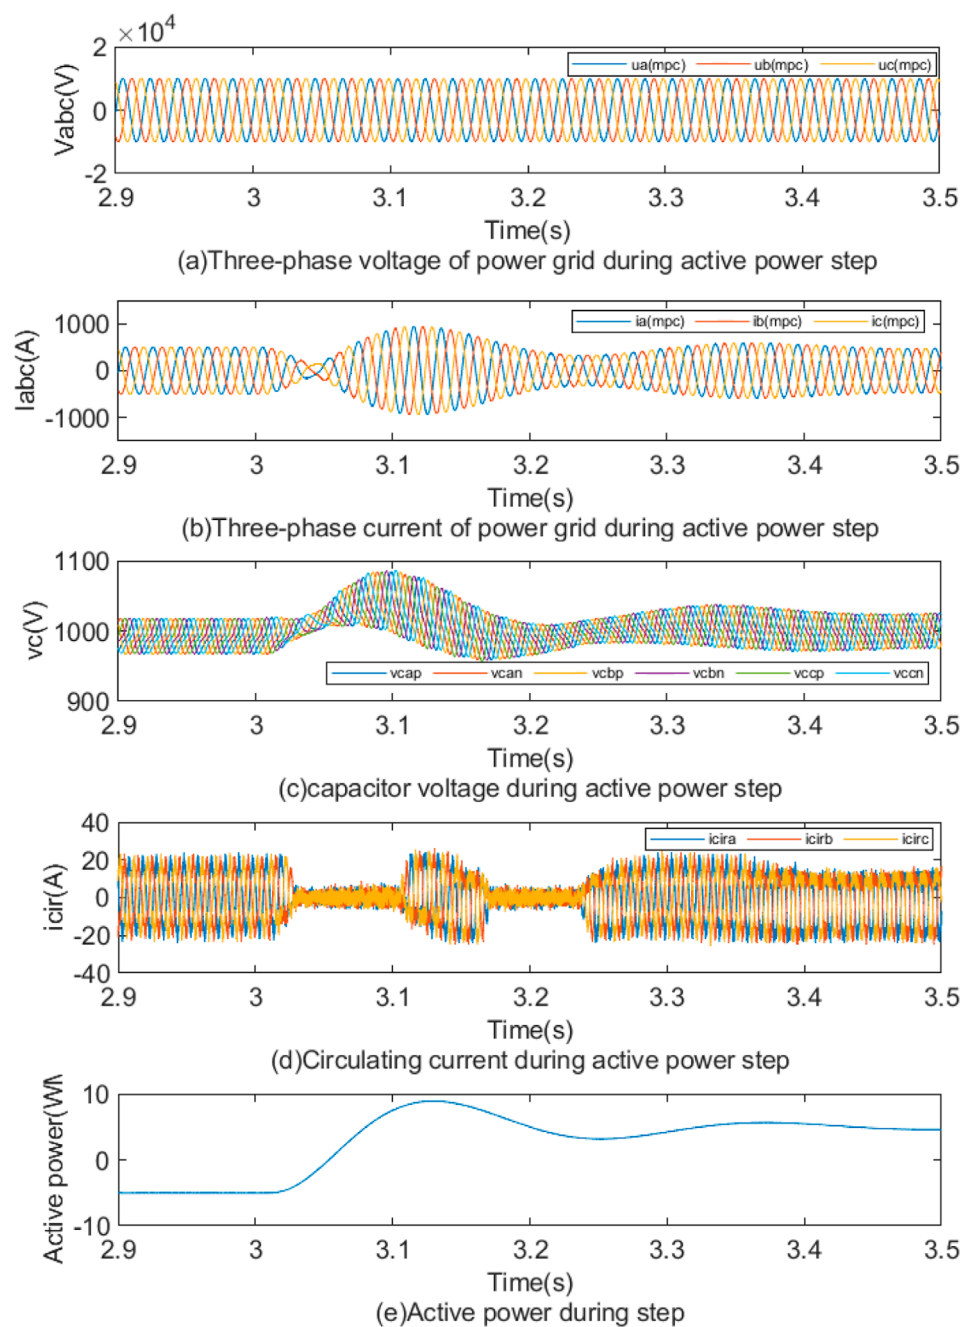 ×10⁴
2
0
-2
Vabc(V)
ua(mpc) ub(mpc) uc(mpc)
2.9 3 3.1 3.2 3.3 3.4 3.5
Time(s)
(a)Three-phase voltage of power grid during active power step
1000
0
-1000
Iabc(A)
ia(mpc) ib(mpc) ic(mpc)
2.9 3 3.1 3.2 3.3 3.4 3.5
Time(s)
(b)Three-phase current of power grid during active power step
1100
1000
900
vc(V)
vcap vcan vcbp vcbn vccp vccn
2.9 3 3.1 3.2 3.3 3.4 3.5
Time(s)
(c)capacitor voltage during active power step
40
20
0
-20
-40
icir(A)
icira icirb icirc
2.9 3 3.1 3.2 3.3 3.4 3.5
Time(s)
(d)Circulating current during active power step
10
0
-10
Active power(W
2.9 3 3.1 3.2 3.3 3.4 3.5
Time(s)
(e)Active power during step